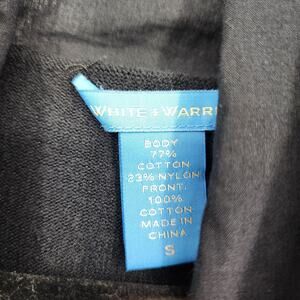 WHITE + WARR
BODY
77%
COTTON
23% NYLON
FRONT:
100%
COTTON
MADE IN
CHINA
S